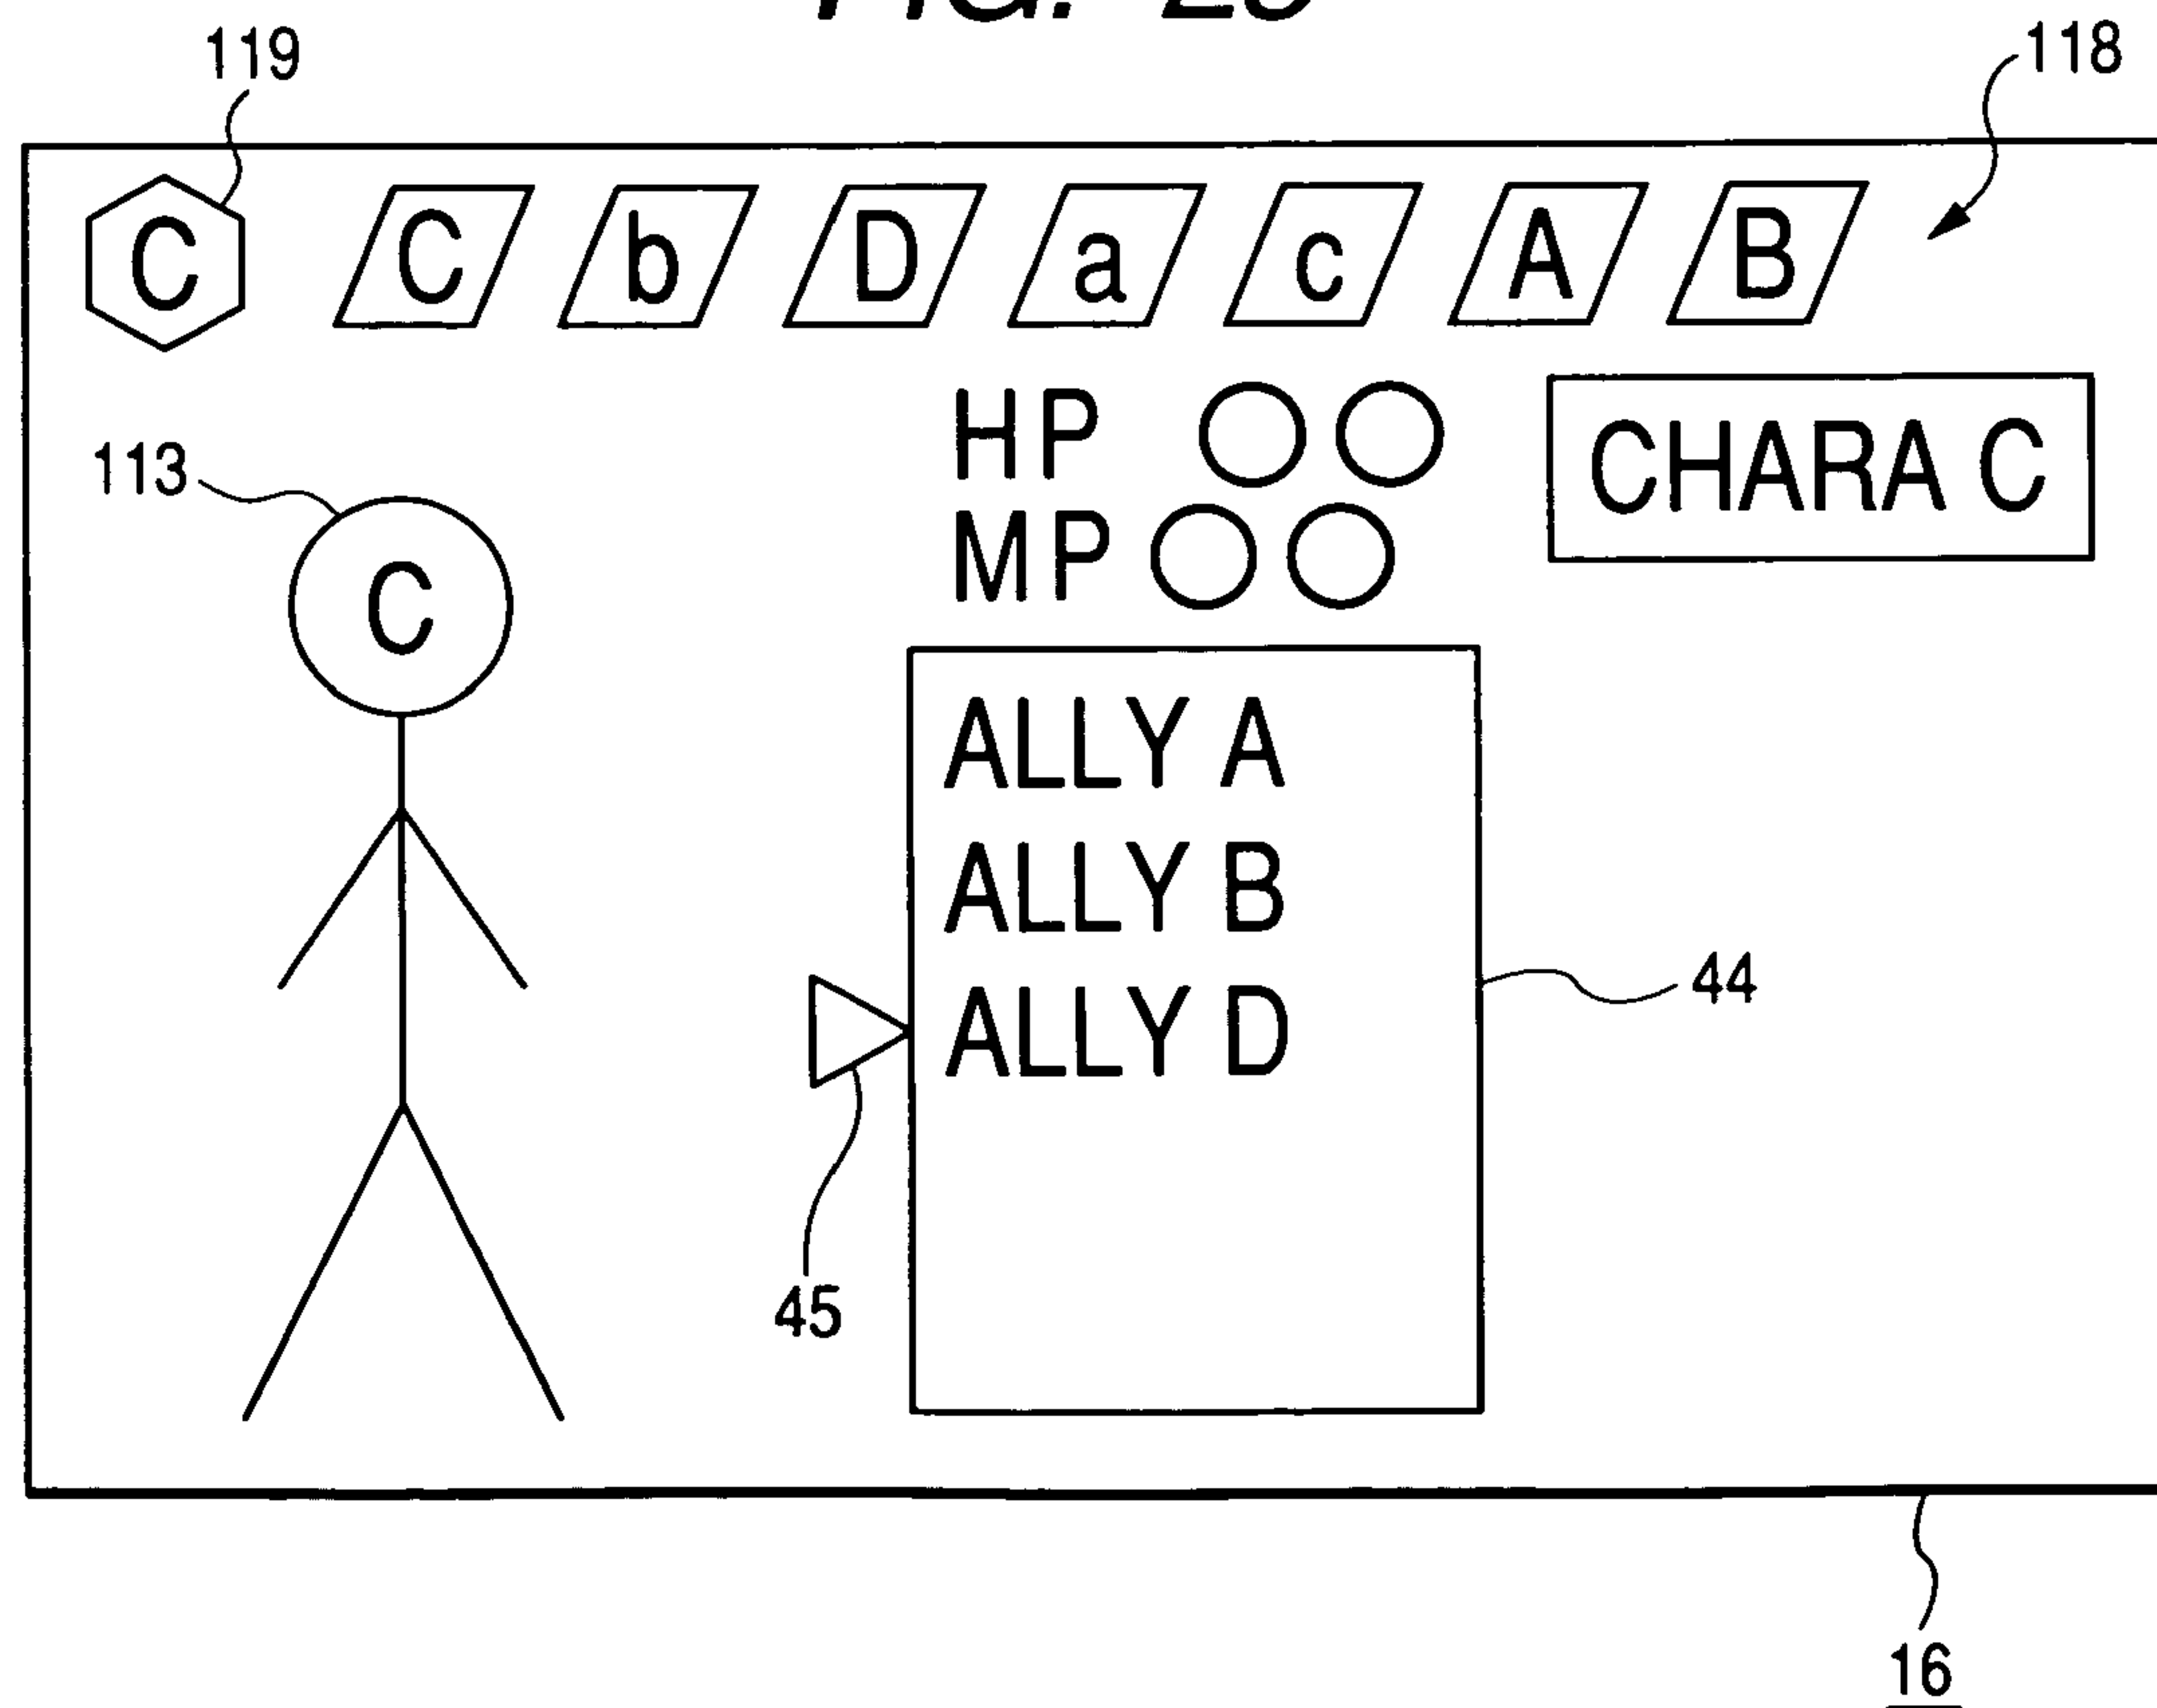 119
118
C C b D a c A B
HP ○○
CHARA C
MP ○○
113
C
ALLY A
ALLY B
ALLY D
44
45
16